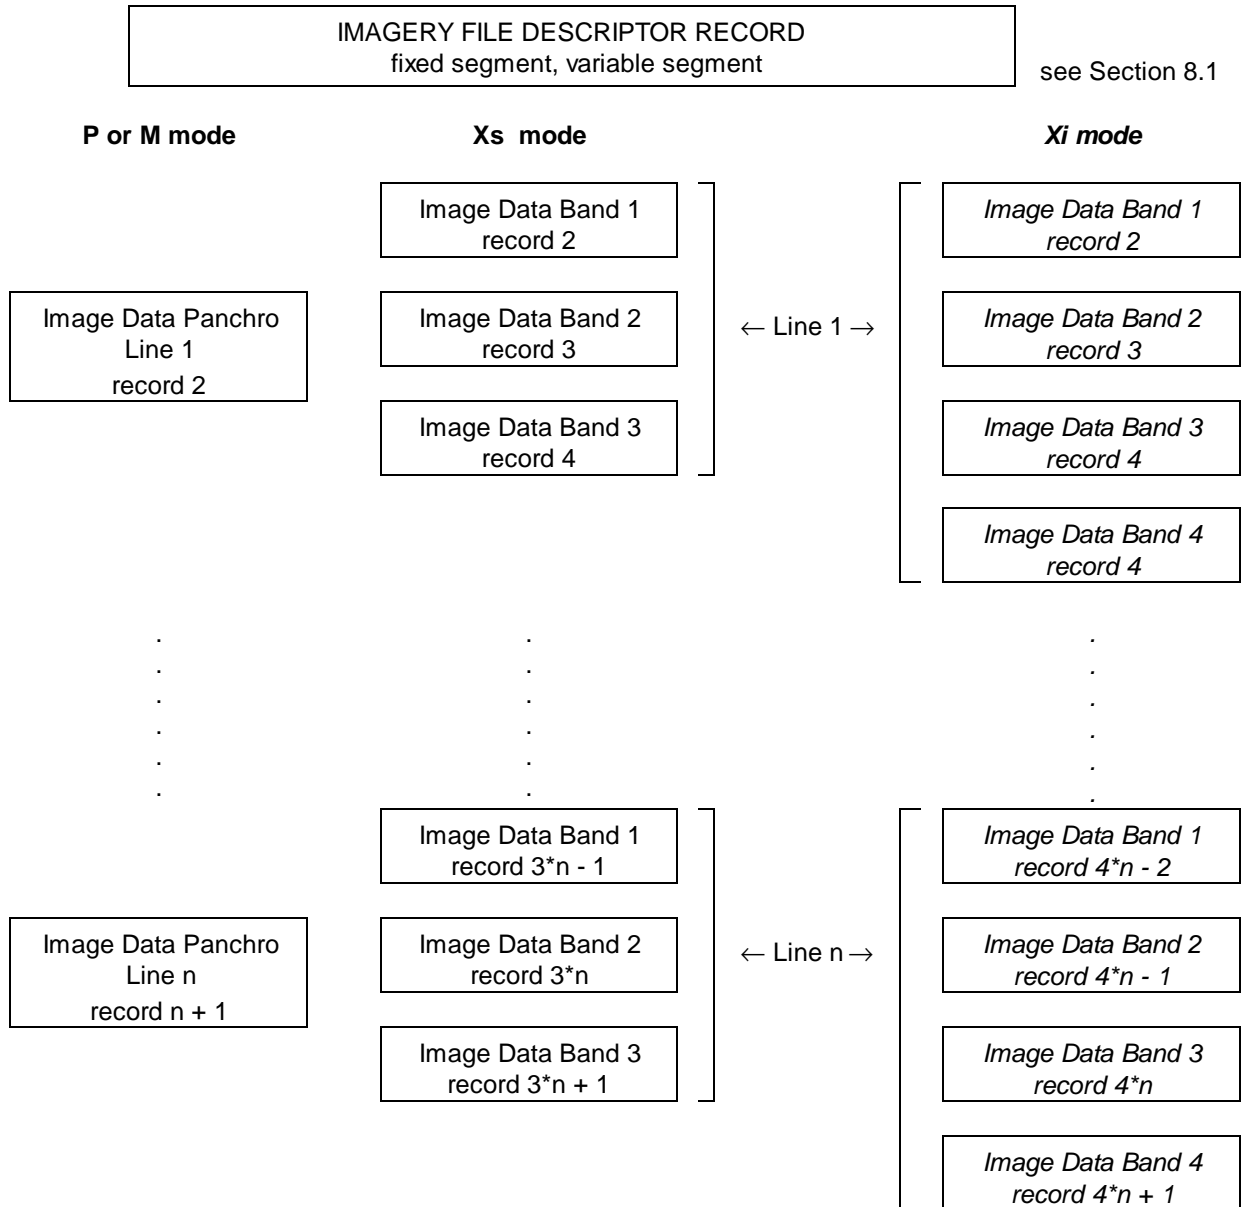 IMAGERY FILE DESCRIPTOR RECORD
fixed segment, variable segment
see Section 8.1
P or M mode
Xs mode
Xi mode
Image Data Panchro
Line 1
record 2
Image Data Band 1
record 2
Image Data Band 2
record 3
Image Data Band 3
record 4
← Line 1 →
Image Data Band 1
record 2
Image Data Band 2
record 3
Image Data Band 3
record 4
Image Data Band 4
record 4
. . .
. . .
. . .
. . .
. . .
. . .
Image Data Panchro
Line n
record n + 1
Image Data Band 1
record 3*n - 1
Image Data Band 2
record 3*n
Image Data Band 3
record 3*n + 1
← Line n →
Image Data Band 1
record 4*n - 2
Image Data Band 2
record 4*n - 1
Image Data Band 3
record 4*n
Image Data Band 4
record 4*n + 1